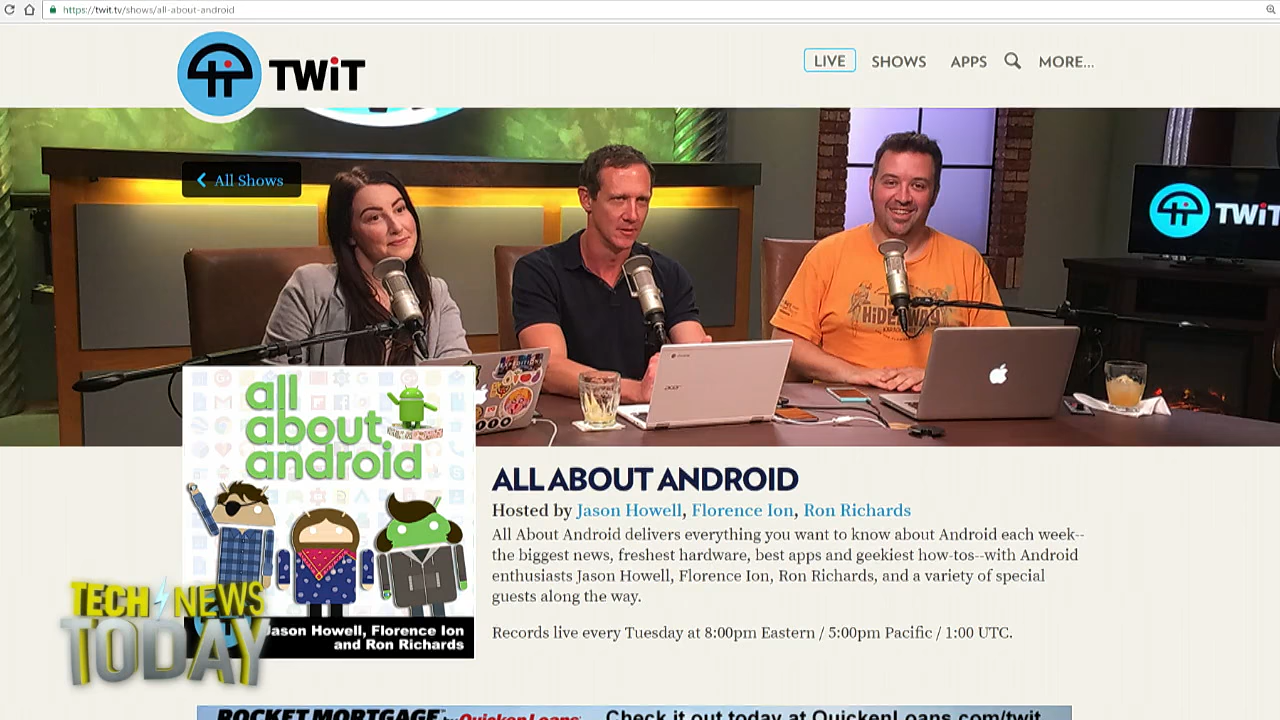 https://twit.tv/shows/all-about-android
TWiT
LIVE
SHOWS
APPS
MORE...
All Shows
TWiT
HiDEAWAY
acer
all
about
android
Jason Howell, Florence Ion
and Ron Richards
ALL ABOUT ANDROID
Hosted by Jason Howell, Florence Ion, Ron Richards
All About Android delivers everything you want to know about Android each week--
the biggest news, freshest hardware, best apps and geekiest how-tos--with Android
enthusiasts Jason Howell, Florence Ion, Ron Richards, and a variety of special
guests along the way.
Records live every Tuesday at 8:00pm Eastern / 5:00pm Pacific / 1:00 UTC.
TECH NEWS
TODAY
ROCKET MORTGAGE by Quicken Loans
Check it out today at QuickenLoans.com/twit